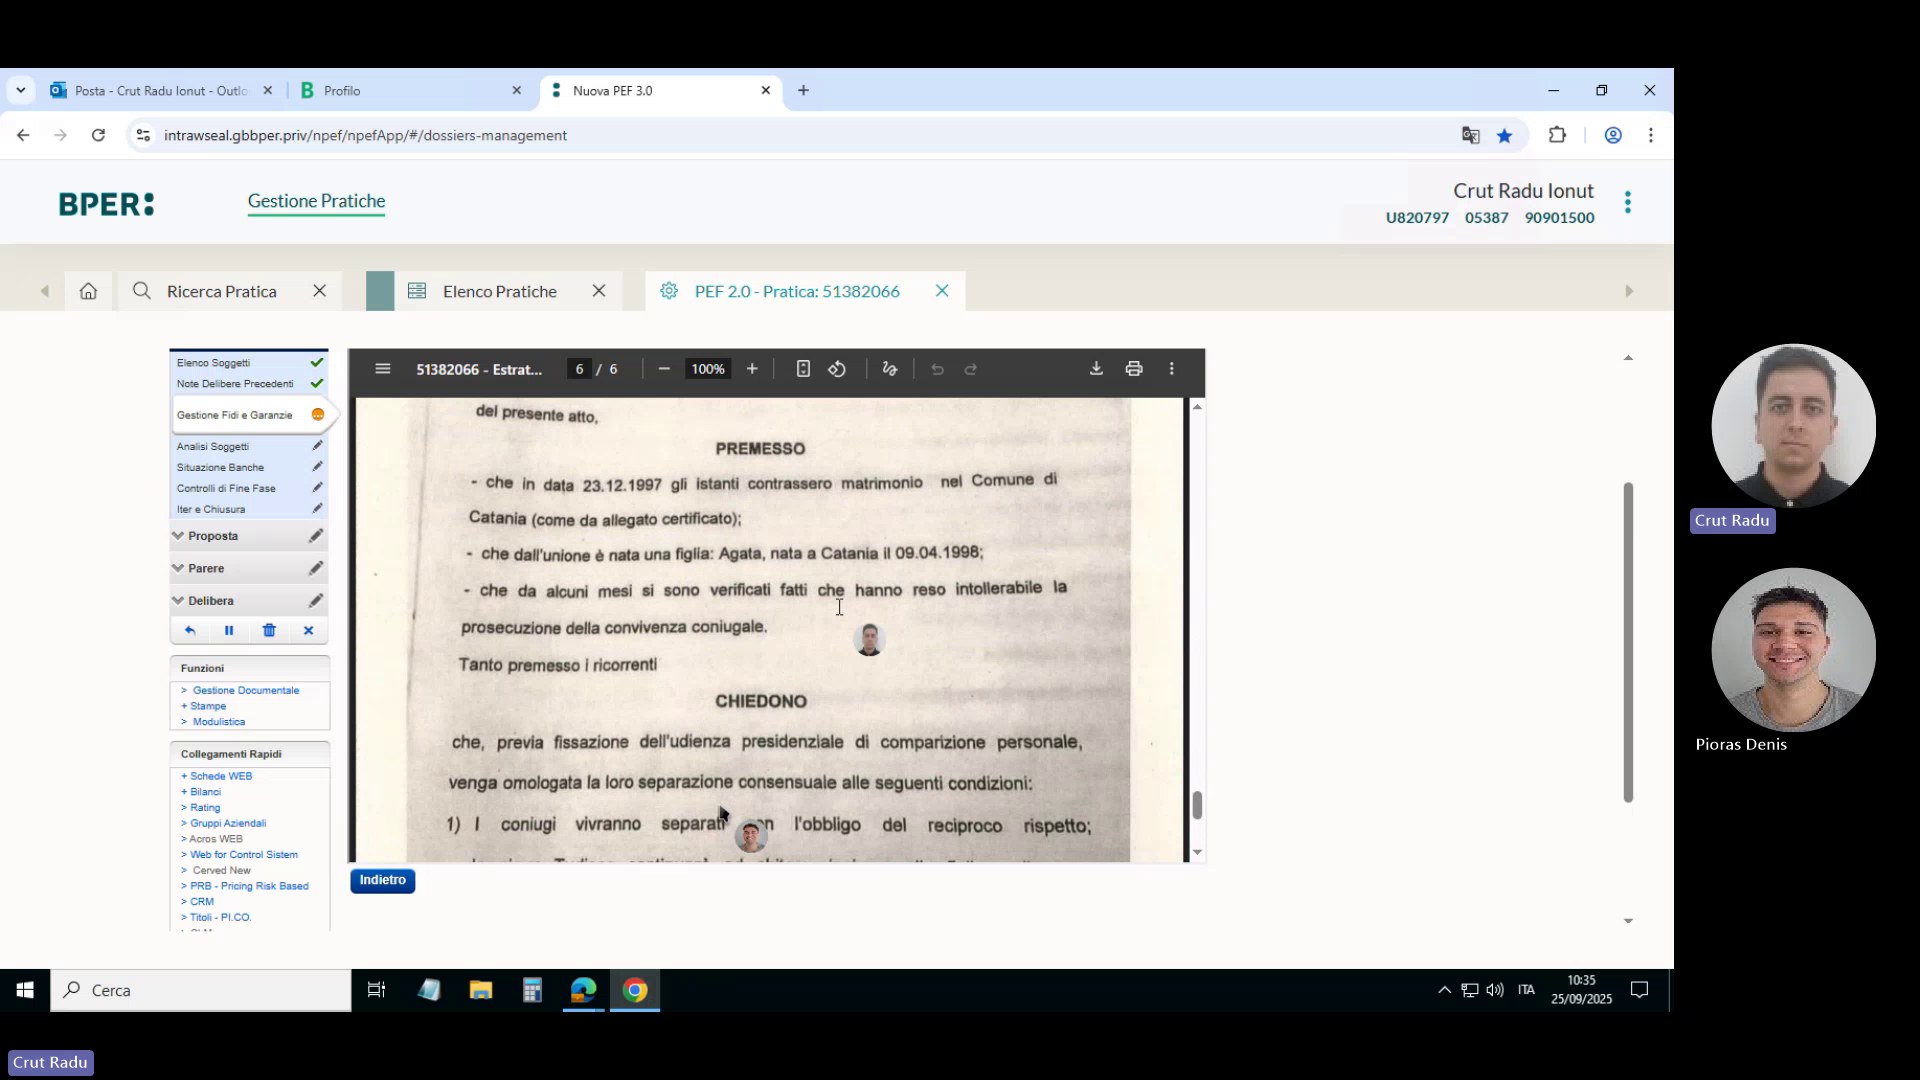 Posta - Crut Radu Ionut - Outlo
Profilo
Nuova PEF 3.0
intrawseal.gbbper.priv/npef/npefApp/#/dossiers-management
BPER:
Gestione Pratiche
Crut Radu Ionut
U820797 05387 90901500
Ricerca Pratica
Elenco Pratiche
PEF 2.0 - Pratica: 51382066
Elenco Soggetti
Note Delibere Precedenti
Gestione Fidi e Garanzie
Analisi Soggetti
Situazione Banche
Controlli di Fine Fase
Iter e Chiusura
Proposta
Parere
Delibera
Funzioni
> Gestione Documentale
+ Stampe
> Modulistica
Collegamenti Rapidi
+ Schede WEB
+ Bilanci
> Rating
> Gruppi Aziendali
> Acros WEB
> Web for Control Sistem
> Cerved New
> PRB - Pricing Risk Based
> CRM
> Titoli - PI.CO.
51382066 - Estrat...
6 / 6
100%
del presente atto,
PREMESSO
- che in data 23.12.1997 gli istanti contrassero matrimonio nel Comune di
Catania (come da allegato certificato);
- che dall'unione è nata una figlia: Agata, nata a Catania il 09.04.1998;
- che da alcuni mesi si sono verificati fatti che hanno reso intollerabile la
prosecuzione della convivenza coniugale.
Tanto premesso i ricorrenti
CHIEDONO
che, previa fissazione dell'udienza presidenziale di comparizione personale,
venga omologata la loro separazione consensuale alle seguenti condizioni:
1) I coniugi vivranno l'obbligo del reciproco rispetto;
Indietro
Crut Radu
Pioras Denis
Cerca
ITA
10:35
25/09/2025
Crut Radu